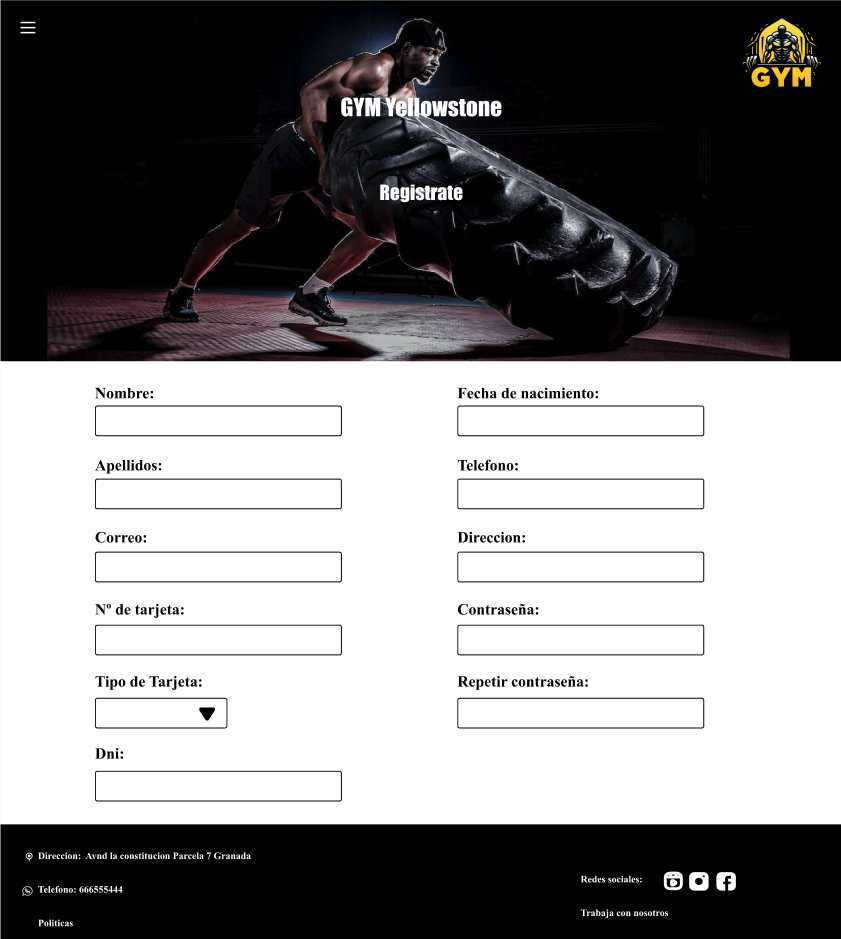 GYM
GYM Yellowstone
Registrate
Nombre:
Fecha de nacimiento:
Apellidos:
Telefono:
Correo:
Direccion:
Nº de tarjeta:
Contraseña:
Tipo de Tarjeta:
Repetir contraseña:
Dni:
Direccion: Avnd la constitucion Parcela 7 Granada
Redes sociales:
Telefono: 666555444
Trabaja con nosotros
Politicas